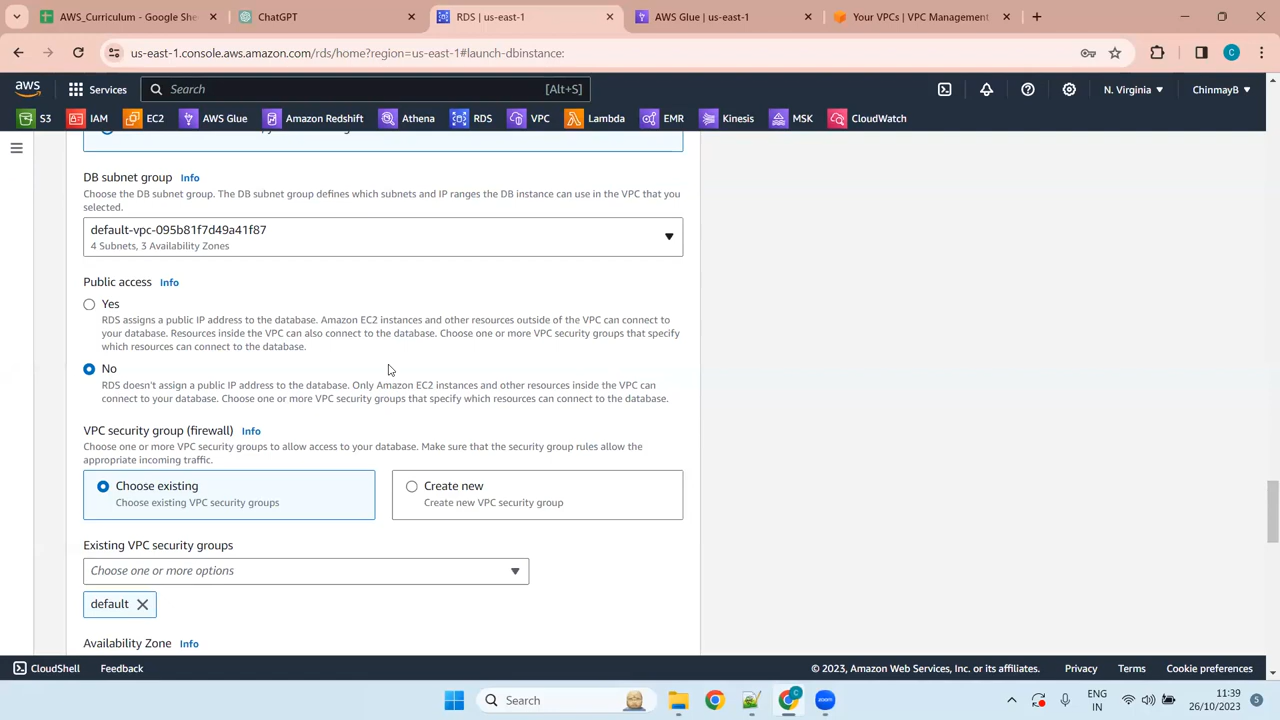 AWS_Curriculum - Google She
ChatGPT
RDS | us-east-1
AWS Glue | us-east-1
Your VPCs | VPC Management
us-east-1.console.aws.amazon.com/rds/home?region=us-east-1#launch-dbinstance:
C
aws
Services
Search
[Alt+S]
N. Virginia
ChinmayB
S3
IAM
EC2
AWS Glue
Amazon Redshift
Athena
RDS
VPC
Lambda
EMR
Kinesis
MSK
CloudWatch
DB subnet group Info
Choose the DB subnet group. The DB subnet group defines which subnets and IP ranges the DB instance can use in the VPC that you
selected.
default-vpc-095b81f7d49a41f87
4 Subnets, 3 Availability Zones
Public access Info
Yes
RDS assigns a public IP address to the database. Amazon EC2 instances and other resources outside of the VPC can connect to
your database. Resources inside the VPC can also connect to the database. Choose one or more VPC security groups that specify
which resources can connect to the database.
No
RDS doesn't assign a public IP address to the database. Only Amazon EC2 instances and other resources inside the VPC can
connect to your database. Choose one or more VPC security groups that specify which resources can connect to the database.
VPC security group (firewall) Info
Choose one or more VPC security groups to allow access to your database. Make sure that the security group rules allow the
appropriate incoming traffic.
Choose existing
Choose existing VPC security groups
Create new
Create new VPC security group
Existing VPC security groups
Choose one or more options
default
Availability Zone Info
CloudShell
Feedback
© 2023, Amazon Web Services, Inc. or its affiliates.
Privacy
Terms
Cookie preferences
Search
C
ENG
IN
11:39
26/10/2023
5